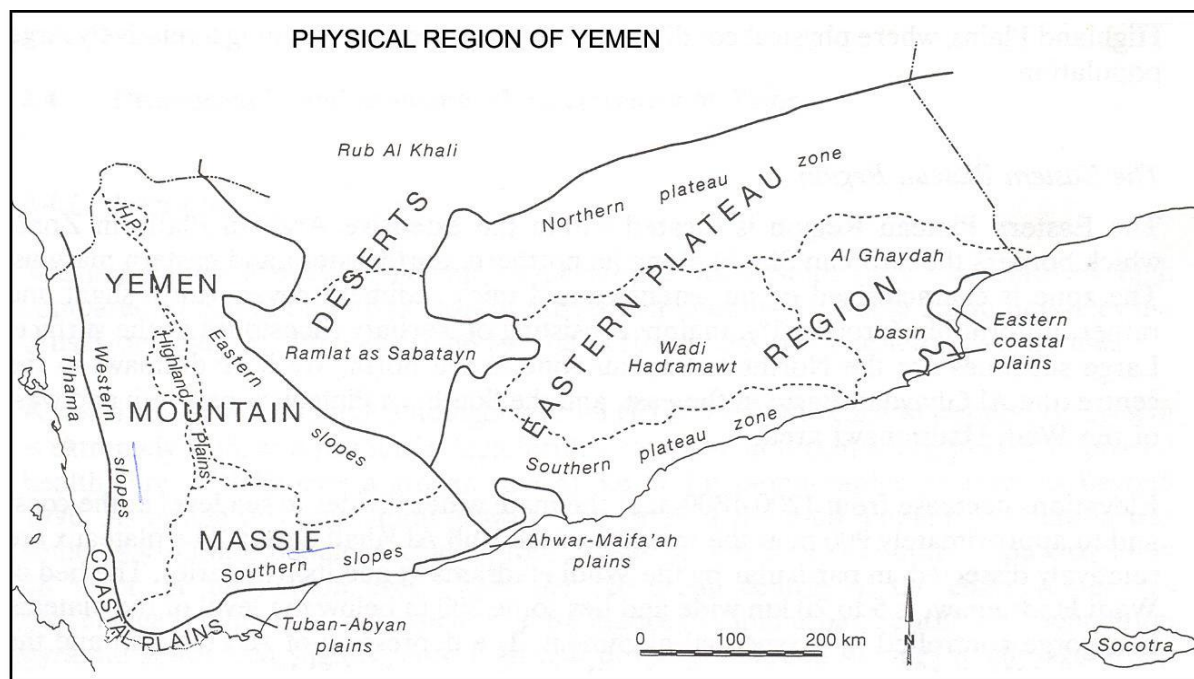 PHYSICAL REGION OF YEMEN
Rub Al Khali
DESERTS
Northern plateau zone
EASTERN PLATEAU REGION
Al Ghaydah
basin
Eastern
coastal
plains
H.P.
YEMEN
MOUNTAIN
MASSIF
Tihama
Western slopes
Highland Plains
Eastern slopes
Ramlat as Sabatayn
Wadi
Hadramawt
Southern plateau zone
Southern slopes
Ahwar-Maifa'ah
plains
COASTAL PLAINS
Tuban-Abyan
plains
0 100 200 km
N
Socotra